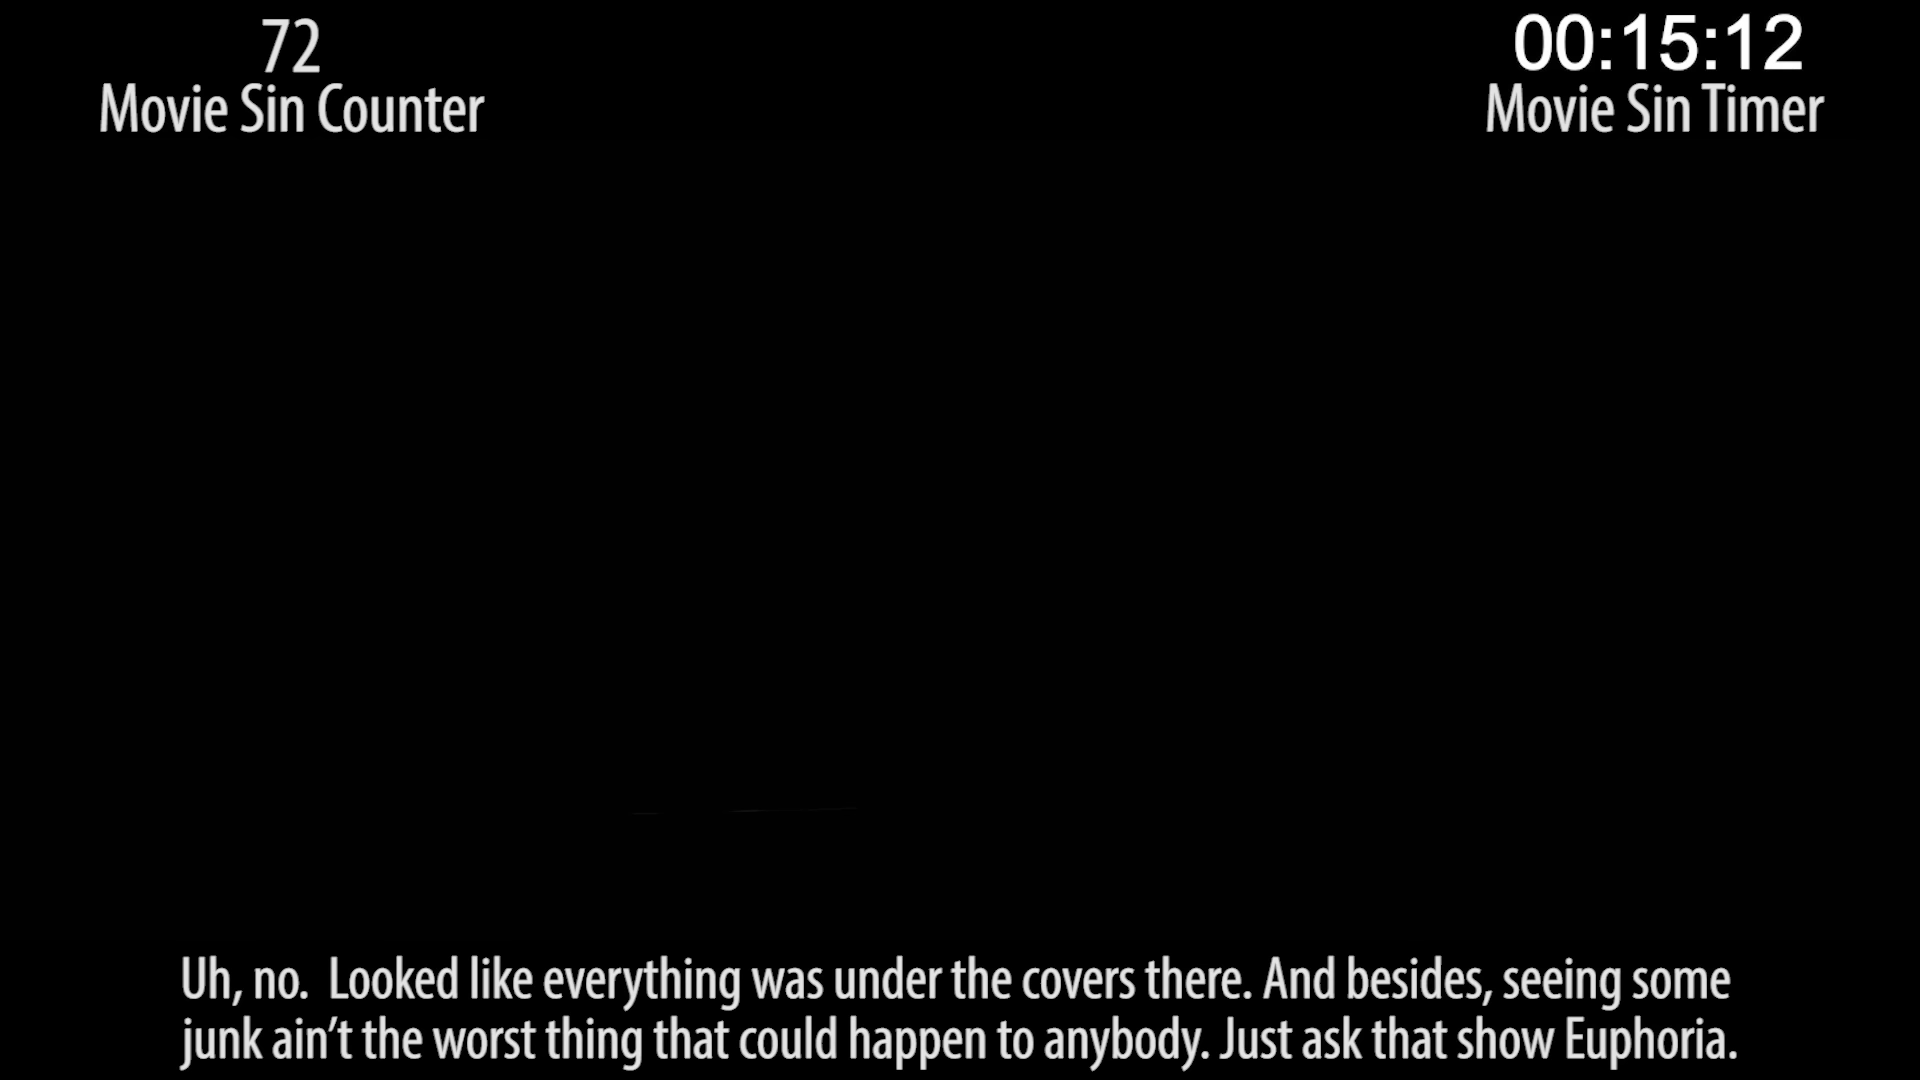 72
Movie Sin Counter
00:15:12
Movie Sin Timer
Uh, no.  Looked like everything was under the covers there. And besides, seeing some
junk ain't the worst thing that could happen to anybody. Just ask that show Euphoria.